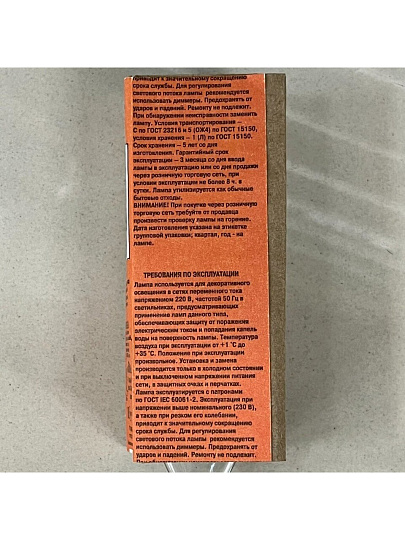 приводит к значительному сокращению
срока службы. Для регулирования
светового потока лампы рекомендуется
использовать диммеры. Предохранять от
ударов и падений. Ремонту не подлежит.
При обнаружении неисправности заменить
лампу. Условия транспортирования –
С по ГОСТ 23216 и 5 (ОЖ4) по ГОСТ 15150,
условия хранения – 1 (Л) по ГОСТ 15150.
Срок хранения – 5 лет со дня
изготовления. Гарантийный срок
эксплуатации – 3 месяца со дня ввода
лампы в эксплуатацию или со дня продажи
через розничную торговую сеть, при
условии эксплуатации не более 8 ч. в
сутки. Лампа утилизируется как обычные
бытовые отходы.
ВНИМАНИЕ! При покупке через розничную
торговую сеть требуйте от продавца
произвести проверку лампы на горение.
Дата изготовления указана на этикетке
групповой упаковки; квартал, год - на
лампе.
ТРЕБОВАНИЯ ПО ЭКСПЛУАТАЦИИ
Лампа используется для декоративного
освещения в сетях переменного тока
напряжением 220 В, частотой 50 Гц в
светильниках, предусматривающих
применение ламп данного типа,
обеспечивающих защиту от поражения
электрическим током и попадания капель
воды на поверхность лампы. Температура
воздуха при эксплуатации от +1 °С до
+35 °С. Положение при эксплуатации
произвольное. Установка и замена
производится только в холодном состоянии
и при выключенном напряжении питания
сети, в защитных очках и перчатках.
Лампа эксплуатируется с патронами
по ГОСТ IEC 60061-2. Эксплуатация при
напряжении выше номинального (230 В),
а также при резком его колебании,
приводит к значительному сокращению
срока службы. Для регулирования
светового потока лампы рекомендуется
использовать диммеры. Предохранять от
ударов и падений. Ремонту не подлежит.